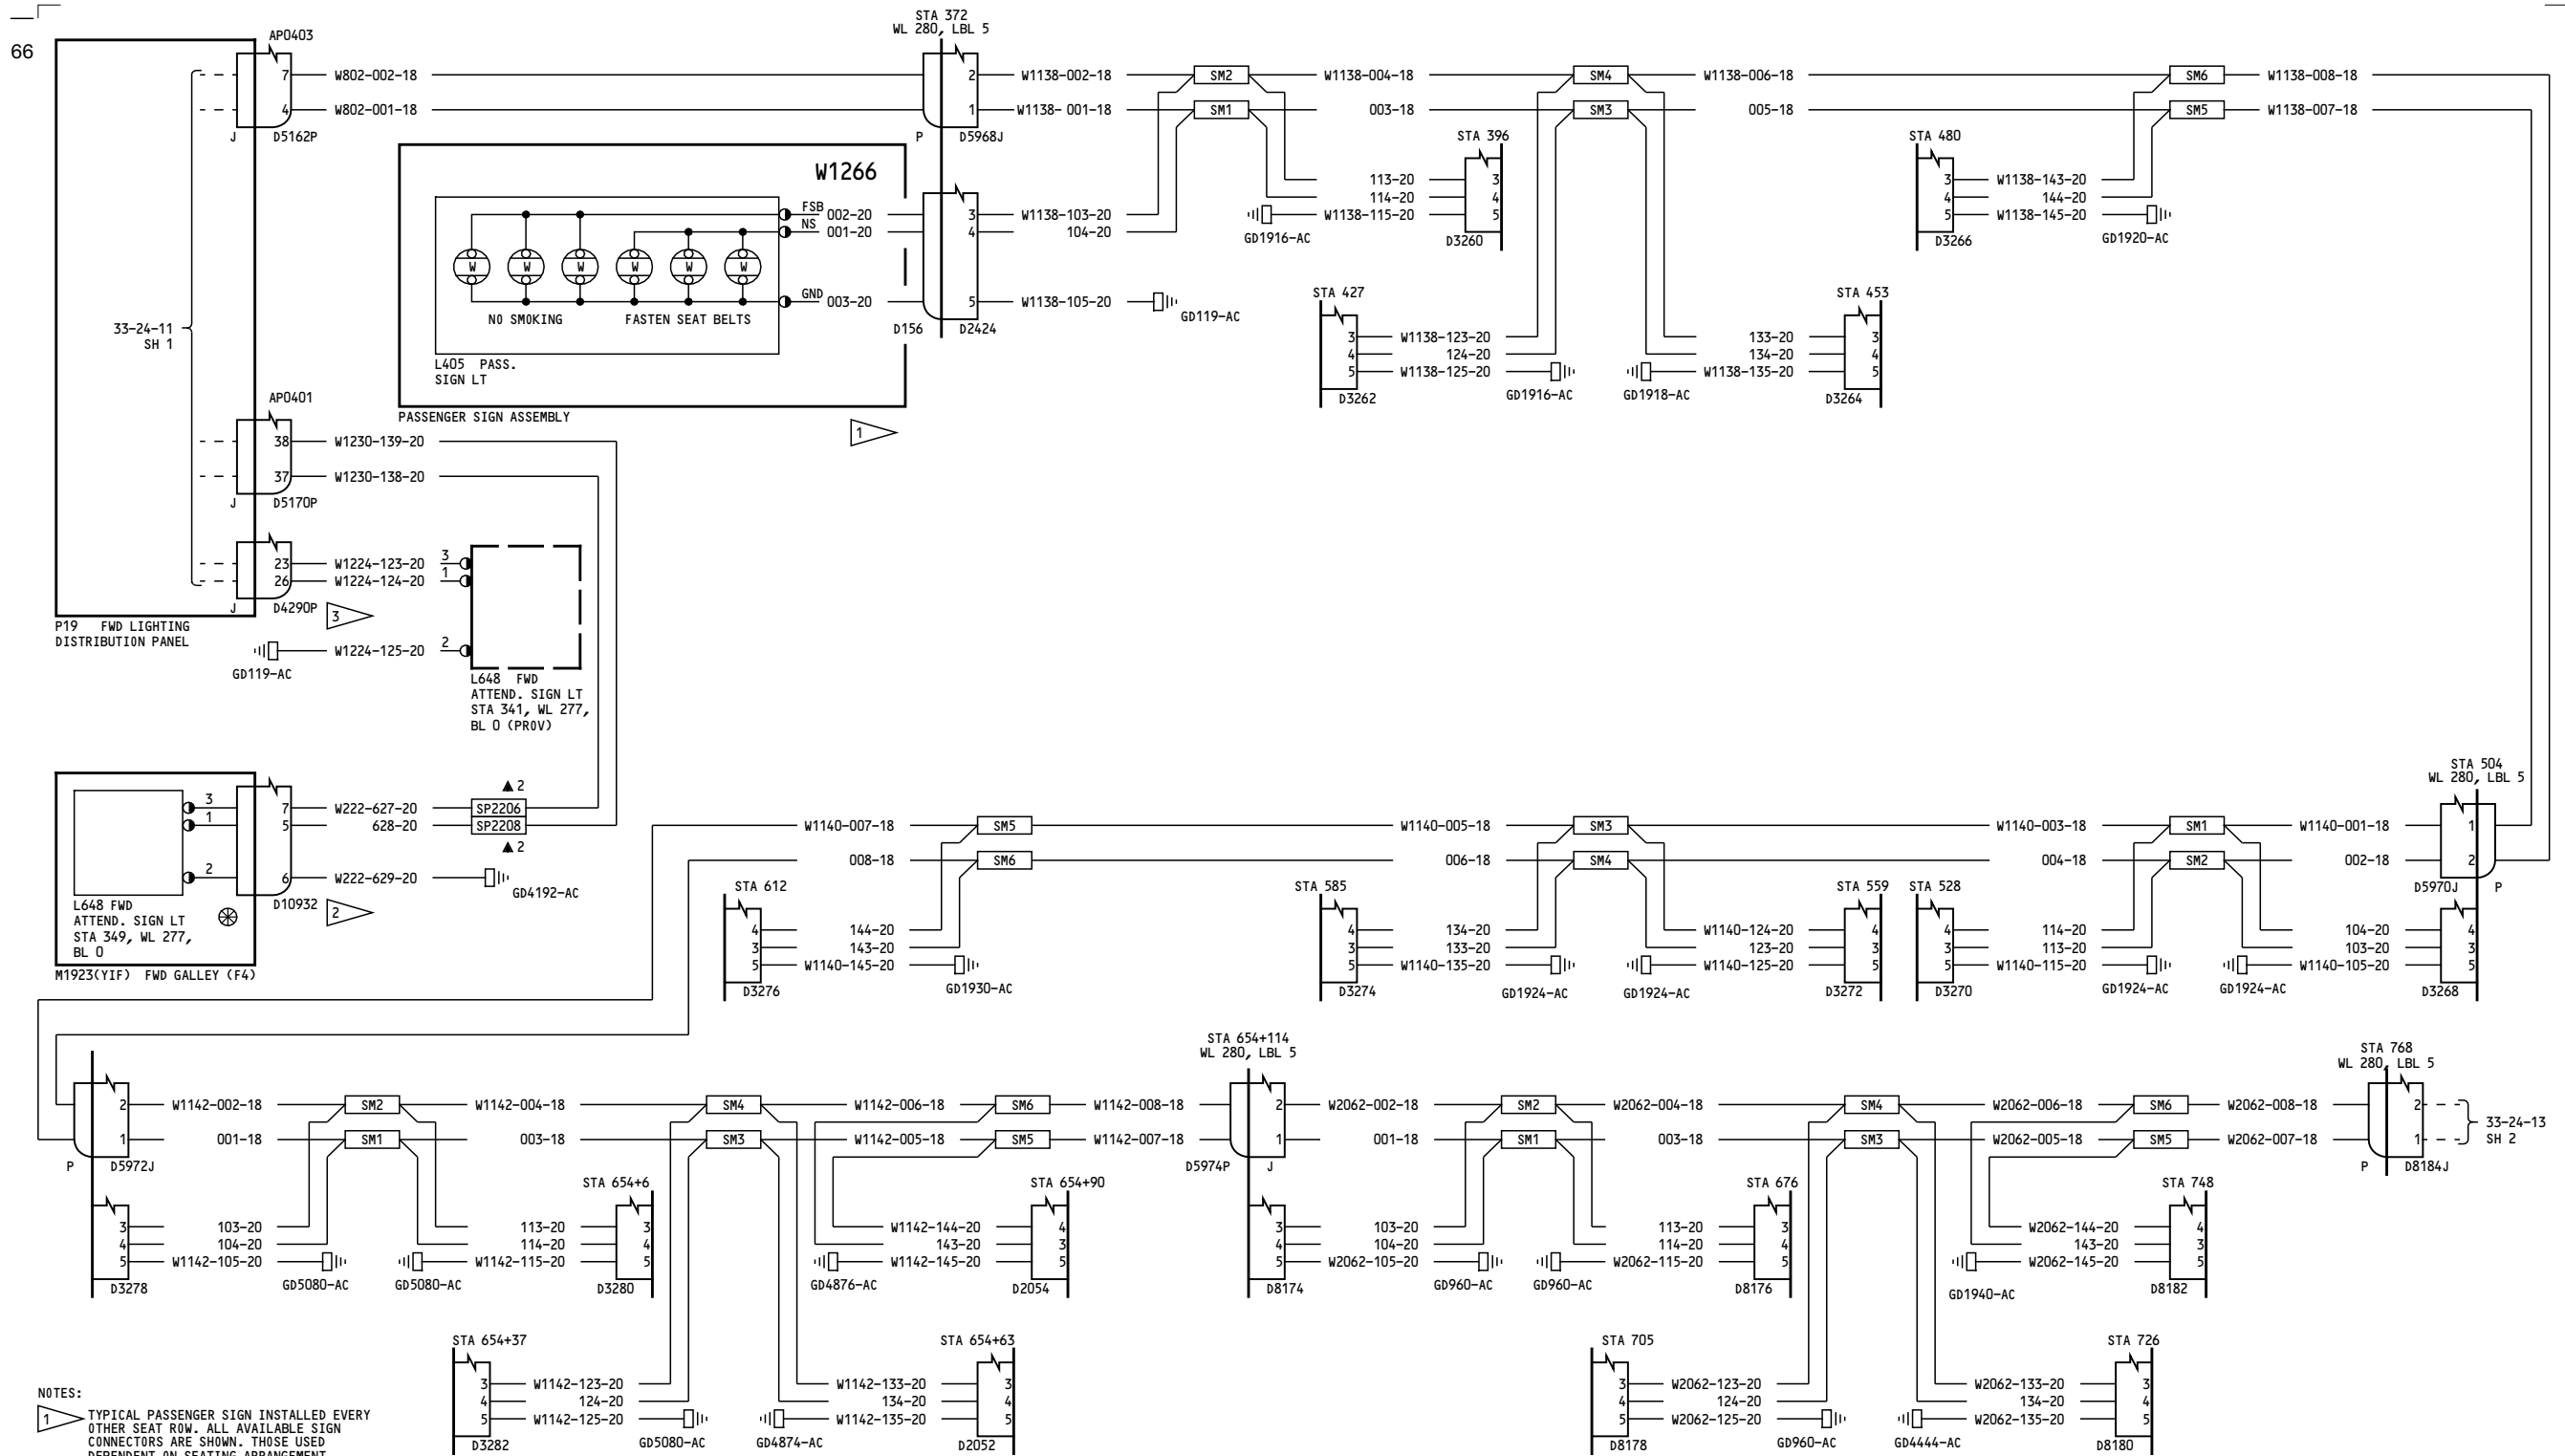 66
AP0403
7
W802-002-18
4
W802-001-18
J
D5162P
STA 372
WL 280, LBL 5
2
W1138-002-18
SM2
W1138-004-18
SM4
W1138-006-18
SM6
W1138-008-18
1
W1138- 001-18
SM1
003-18
SM3
005-18
SM5
W1138-007-18
P
D5968J
W1266
FSB
002-20
NS
001-20
GND
003-20
W
W
W
W
W
W
NO SMOKING
FASTEN SEAT BELTS
L405 PASS.
SIGN LT
PASSENGER SIGN ASSEMBLY
1
D156
D2424
3
W1138-103-20
4
104-20
5
W1138-105-20
GD119-AC
STA 396
113-20
3
114-20
4
W1138-115-20
5
GD1916-AC
D3260
STA 427
3
W1138-123-20
4
124-20
5
W1138-125-20
D3262
GD1916-AC
STA 453
133-20
3
134-20
4
W1138-135-20
5
GD1918-AC
D3264
STA 480
3
W1138-143-20
4
144-20
5
W1138-145-20
D3266
GD1920-AC
33-24-11
SH 1
AP0401
38
W1230-139-20
37
W1230-138-20
J
D5170P
23
W1224-123-20
3
26
W1224-124-20
1
J
D4290P
3
P19 FWD LIGHTING
DISTRIBUTION PANEL
W1224-125-20
2
GD119-AC
L648 FWD
ATTEND. SIGN LT
STA 341, WL 277,
BL 0 (PROV)
3
7
W222-627-20
SP2206
2
1
5
628-20
SP2208
2
2
6
W222-629-20
GD4192-AC
D10932
2
L648 FWD
ATTEND. SIGN LT
STA 349, WL 277,
BL 0
M1923(YIF) FWD GALLEY (F4)
STA 504
WL 280, LBL 5
W1140-007-18
SM5
W1140-005-18
SM3
W1140-003-18
SM1
W1140-001-18
1
008-18
SM6
006-18
SM4
004-18
SM2
002-18
2
D5970J
P
STA 612
4
144-20
3
143-20
5
W1140-145-20
D3276
GD1930-AC
STA 585
4
134-20
3
133-20
5
W1140-135-20
D3274
GD1924-AC
STA 559
W1140-124-20
4
123-20
3
W1140-125-20
5
GD1924-AC
D3272
STA 528
4
114-20
3
113-20
5
W1140-115-20
D3270
GD1924-AC
104-20
4
103-20
3
W1140-105-20
5
GD1924-AC
D3268
2
W1142-002-18
SM2
W1142-004-18
SM4
W1142-006-18
SM6
W1142-008-18
1
001-18
SM1
003-18
SM3
W1142-005-18
SM5
W1142-007-18
P
D5972J
STA 654+114
WL 280, LBL 5
2
W2062-002-18
SM2
W2062-004-18
SM4
W2062-006-18
SM6
W2062-008-18
1
001-18
SM1
003-18
SM3
W2062-005-18
SM5
W2062-007-18
D5974P
J
STA 768
WL 280, LBL 5
2
1
P
D8184J
33-24-13
SH 2
3
103-20
4
104-20
5
W1142-105-20
D3278
GD5080-AC
STA 654+6
113-20
3
114-20
4
W1142-115-20
5
GD5080-AC
D3280
STA 654+90
W1142-144-20
4
143-20
3
W1142-145-20
5
GD4876-AC
D2054
3
103-20
4
104-20
5
W2062-105-20
D8174
GD960-AC
STA 676
113-20
3
114-20
4
W2062-115-20
5
GD960-AC
D8176
STA 748
W2062-144-20
4
143-20
3
W2062-145-20
5
GD1940-AC
D8182
STA 654+37
3
W1142-123-20
4
124-20
5
W1142-125-20
D3282
GD5080-AC
STA 654+63
W1142-133-20
3
134-20
4
W1142-135-20
5
GD4874-AC
D2052
STA 705
3
W2062-123-20
4
124-20
5
W2062-125-20
D8178
GD960-AC
STA 726
W2062-133-20
3
134-20
4
W2062-135-20
5
GD4444-AC
D8180
NOTES:
1 TYPICAL PASSENGER SIGN INSTALLED EVERY
OTHER SEAT ROW. ALL AVAILABLE SIGN
CONNECTORS ARE SHOWN. THOSE USED
DEPENDENT ON SEATING ARRANGEMENT